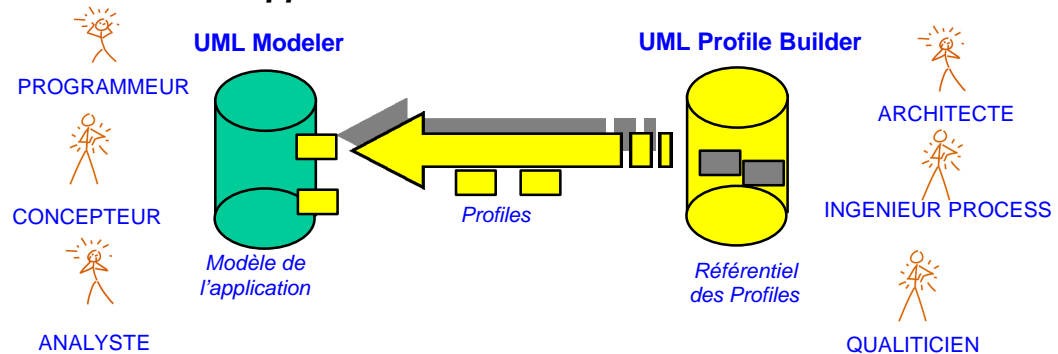 UML Modeler
UML Profile Builder
PROGRAMMEUR
ARCHITECTE
CONCEPTEUR
Profiles
INGENIEUR PROCESS
Modèle de
l'application
Référentiel
des Profiles
ANALYSTE
QUALITICIEN